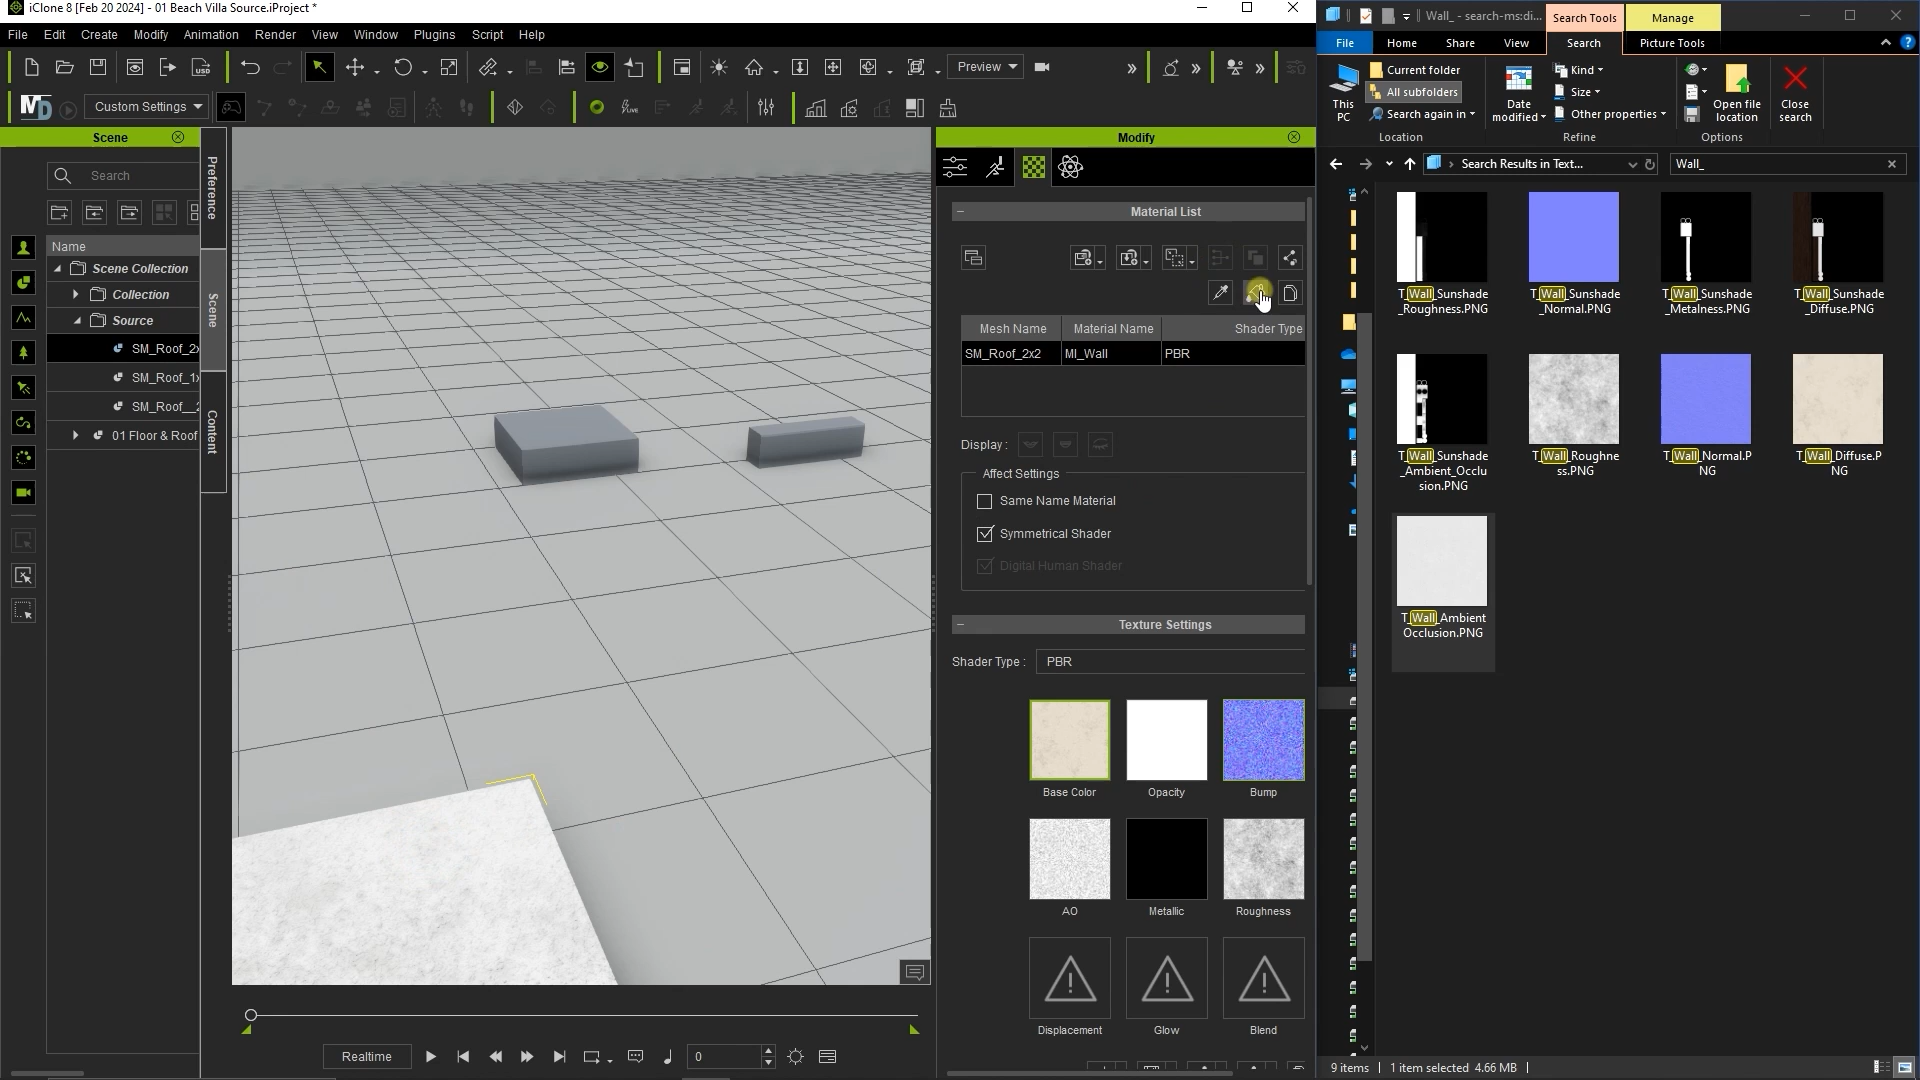 iClone 8 [Feb 20 2024] - 01 Beach Villa Source.iProject *
File Edit Create Modify Animation Render View Window Plugins Script Help
Preview
MD Custom Settings
LIVE
Scene
Search
Name
Scene Collection
Collection
Source
SM_Roof_2
SM_Roof_1
SM_Roof__2
01 Floor & Roof
Preference
Scene
Content
Realtime
0
Modify
Material List
Mesh Name Material Name Shader Type
SM_Roof_2x2 MI_Wall PBR
Display :
Affect Settings
Same Name Material
Symmetrical Shader
Digital Human Shader
Texture Settings
Shader Type : PBR
Base Color Opacity Bump
AO Metallic Roughness
Displacement Glow Blend
Wall_ - search-ms:di...
Search Tools
Manage
File Home Share View Search Picture Tools
This PC
Current folder
All subfolders
Search again in
Location
Date modified
Kind
Size
Other properties
Refine
Open file location
Options
Close search
Search Results in Text...
Wall_
T_Wall_Sunshade_Roughness.PNG
T_Wall_Sunshade_Normal.PNG
T_Wall_Sunshade_Metalness.PNG
T_Wall_Sunshade_Diffuse.PNG
T_Wall_Sunshade_Ambient_Occlusion.PNG
T_Wall_Roughness.PNG
T_Wall_Normal.PNG
T_Wall_Diffuse.PNG
T_Wall_AmbientOcclusion.PNG
9 items 1 item selected 4.66 MB